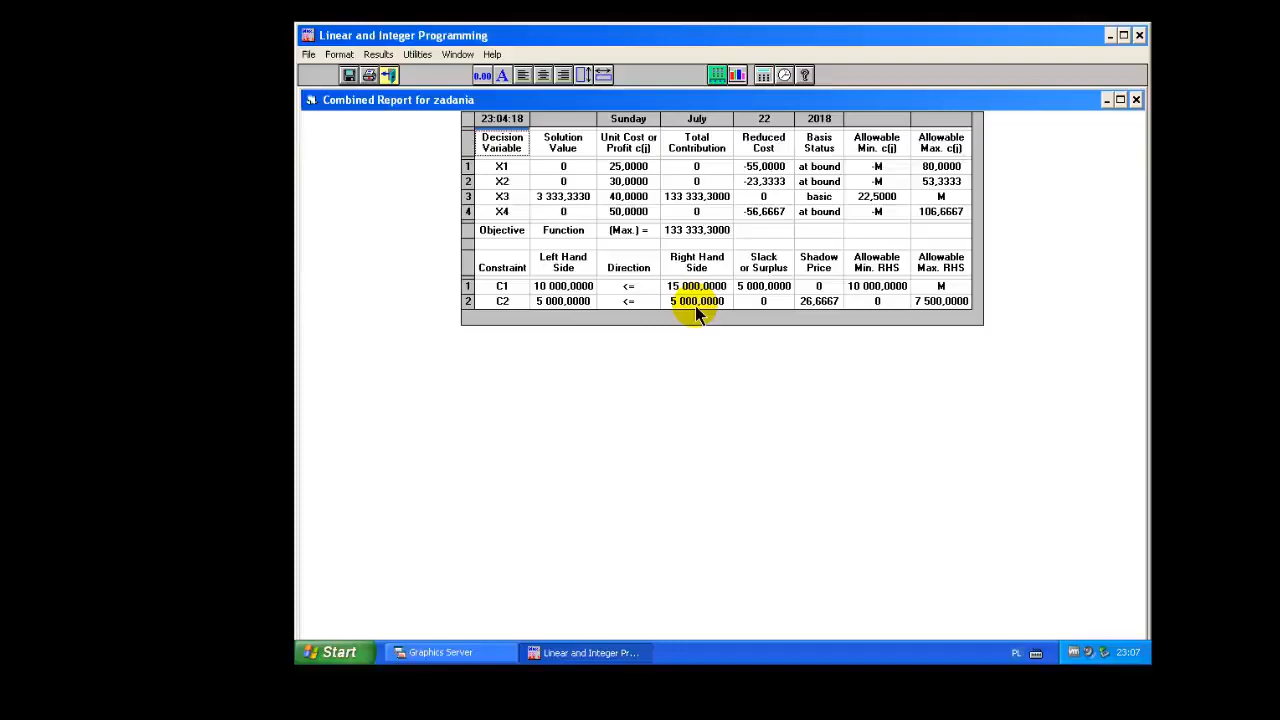 Linear and Integer Programming
File Format Results Utilities Window Help
0.00 A
Combined Report for zadania
23:04:18 Sunday July 22 2018
Decision Variable Solution Value Unit Cost or Profit c(j) Total Contribution Reduced Cost Basis Status Allowable Min. c(j) Allowable Max. c(j)
1 X1 0 25,0000 0 -55,0000 at bound -M 80,0000
2 X2 0 30,0000 0 -23,3333 at bound -M 53,3333
3 X3 3 333,3330 40,0000 133 333,3000 0 basic 22,5000 M
4 X4 0 50,0000 0 -56,6667 at bound -M 106,6667
Objective Function (Max.) = 133 333,3000
Constraint Left Hand Side Direction Right Hand Side Slack or Surplus Shadow Price Allowable Min. RHS Allowable Max. RHS
1 C1 10 000,0000 <= 15 000,0000 5 000,0000 0 10 000,0000 M
2 C2 5 000,0000 <= 5 000,0000 0 26,6667 0 7 500,0000
Start Graphics Server Linear and Integer Pr... PL 23:07